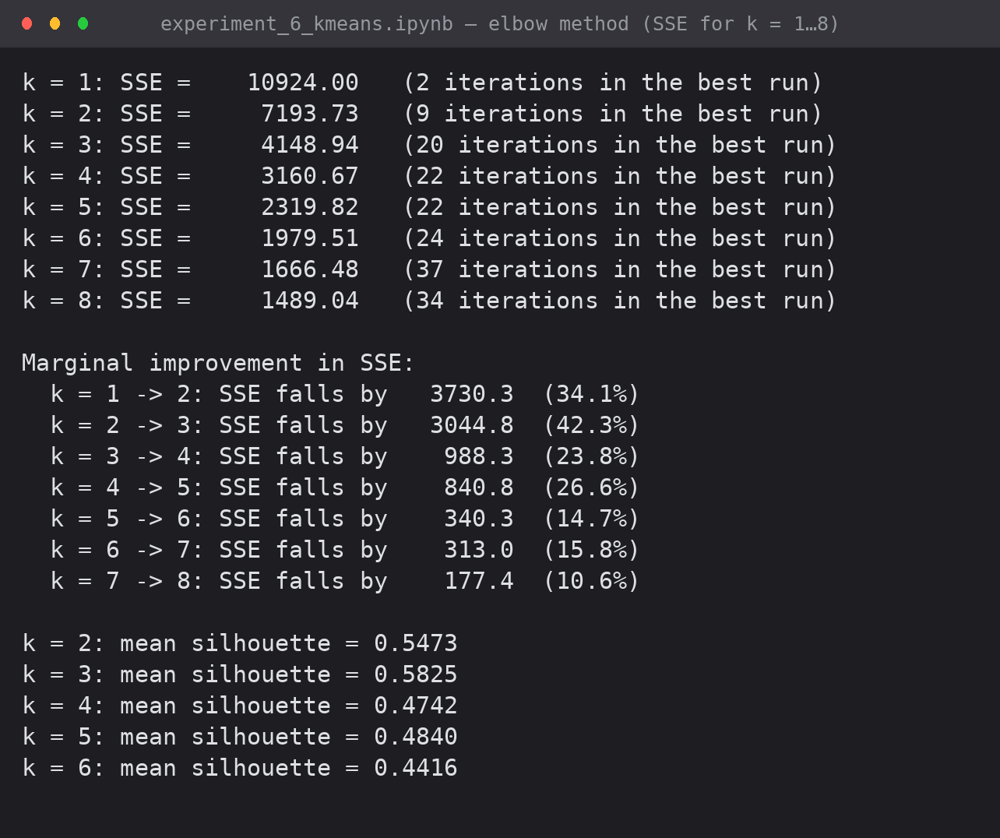 experiment_6_kmeans.ipynb — elbow method (SSE for k = 1…8)
k = 1: SSE =    10924.00   (2 iterations in the best run)
k = 2: SSE =     7193.73   (9 iterations in the best run)
k = 3: SSE =     4148.94   (20 iterations in the best run)
k = 4: SSE =     3160.67   (22 iterations in the best run)
k = 5: SSE =     2319.82   (22 iterations in the best run)
k = 6: SSE =     1979.51   (24 iterations in the best run)
k = 7: SSE =     1666.48   (37 iterations in the best run)
k = 8: SSE =     1489.04   (34 iterations in the best run)
Marginal improvement in SSE:
  k = 1 -> 2: SSE falls by   3730.3  (34.1%)
  k = 2 -> 3: SSE falls by   3044.8  (42.3%)
  k = 3 -> 4: SSE falls by    988.3  (23.8%)
  k = 4 -> 5: SSE falls by    840.8  (26.6%)
  k = 5 -> 6: SSE falls by    340.3  (14.7%)
  k = 6 -> 7: SSE falls by    313.0  (15.8%)
  k = 7 -> 8: SSE falls by    177.4  (10.6%)
k = 2: mean silhouette = 0.5473
k = 3: mean silhouette = 0.5825
k = 4: mean silhouette = 0.4742
k = 5: mean silhouette = 0.4840
k = 6: mean silhouette = 0.4416